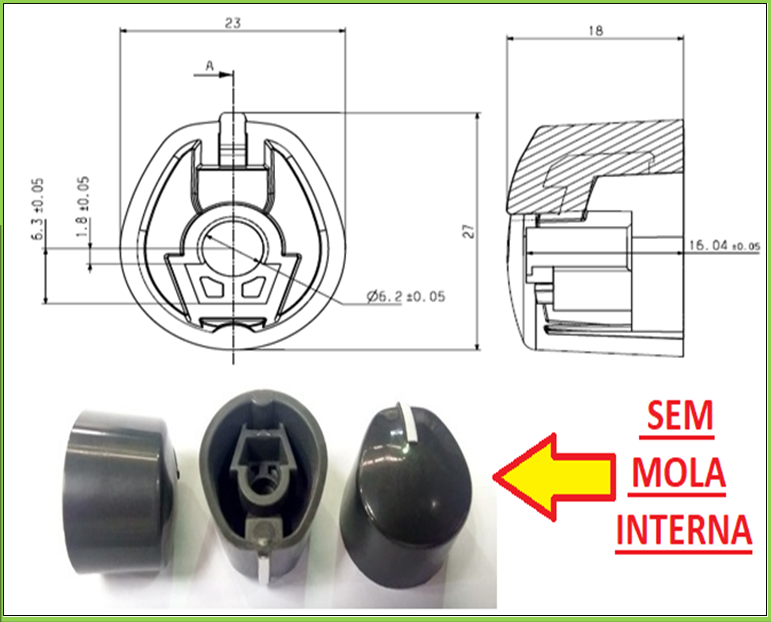 23
18
A
6.3 ±0.05
1.8 ±0.05
27
16.04 ±0.05
Ø6.2 ±0.05
SEM
MOLA
INTERNA